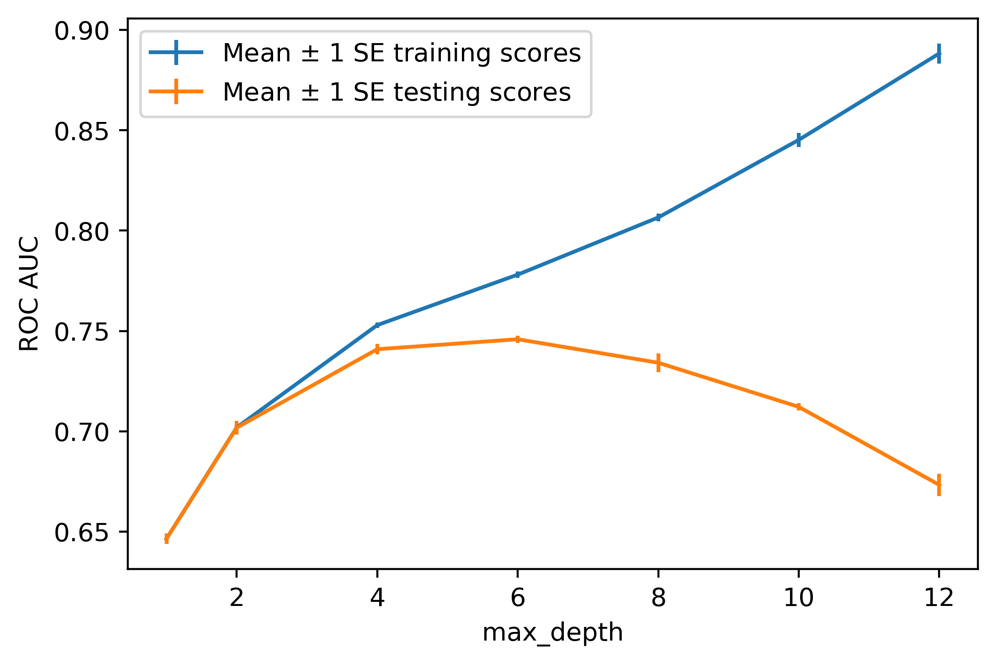 0.90
0.85
0.80
0.75
0.70
0.65
ROC AUC
Mean ± 1 SE training scores
Mean ± 1 SE testing scores
2 4 6 8 10 12
max_depth